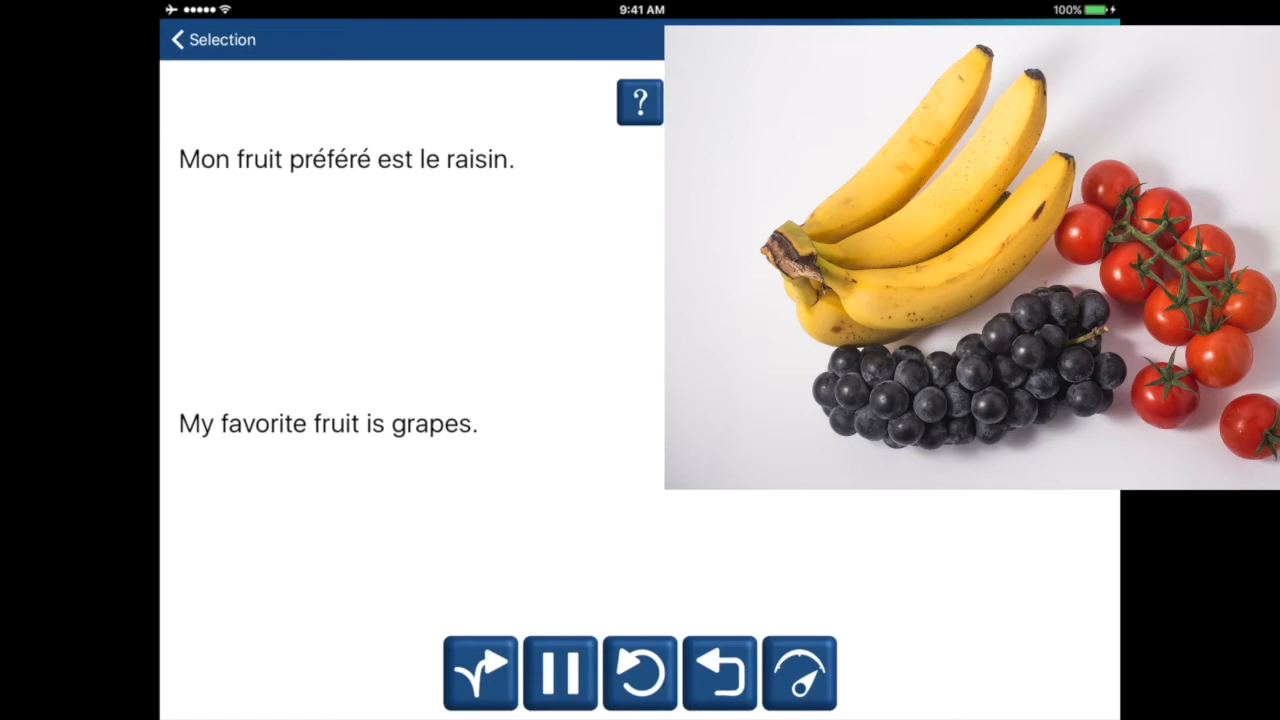 9:41 AM
100%
Selection
?
Mon fruit préféré est le raisin.
My favorite fruit is grapes.